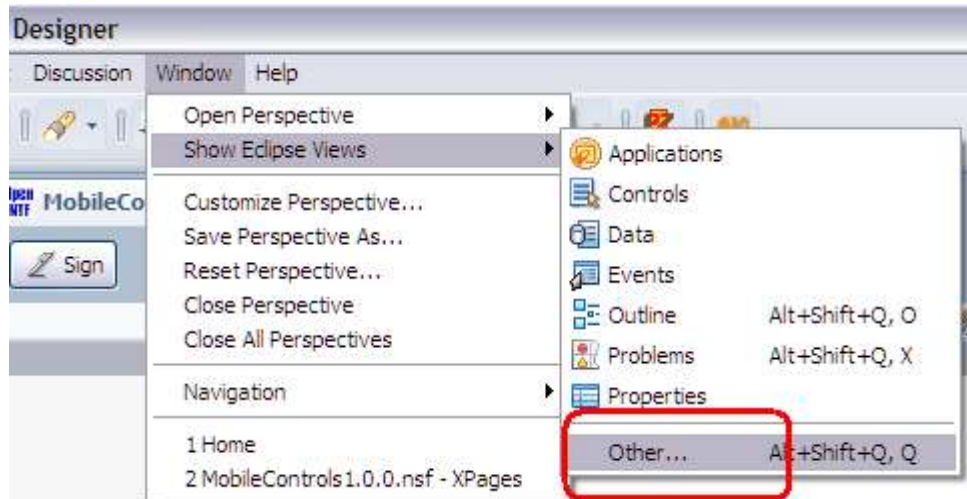 Designer
Discussion Window Help
Open Perspective
Show Eclipse Views
Applications
Controls
Open NTF MobileCo
Customize Perspective...
Save Perspective As...
Data
Sign
Reset Perspective...
Events
Close Perspective
Outline Alt+Shift+Q, O
Close All Perspectives
Problems Alt+Shift+Q, X
Navigation
Properties
1 Home
Other... Alt+Shift+Q, Q
2 MobileControls1.0.0.nsf - XPages